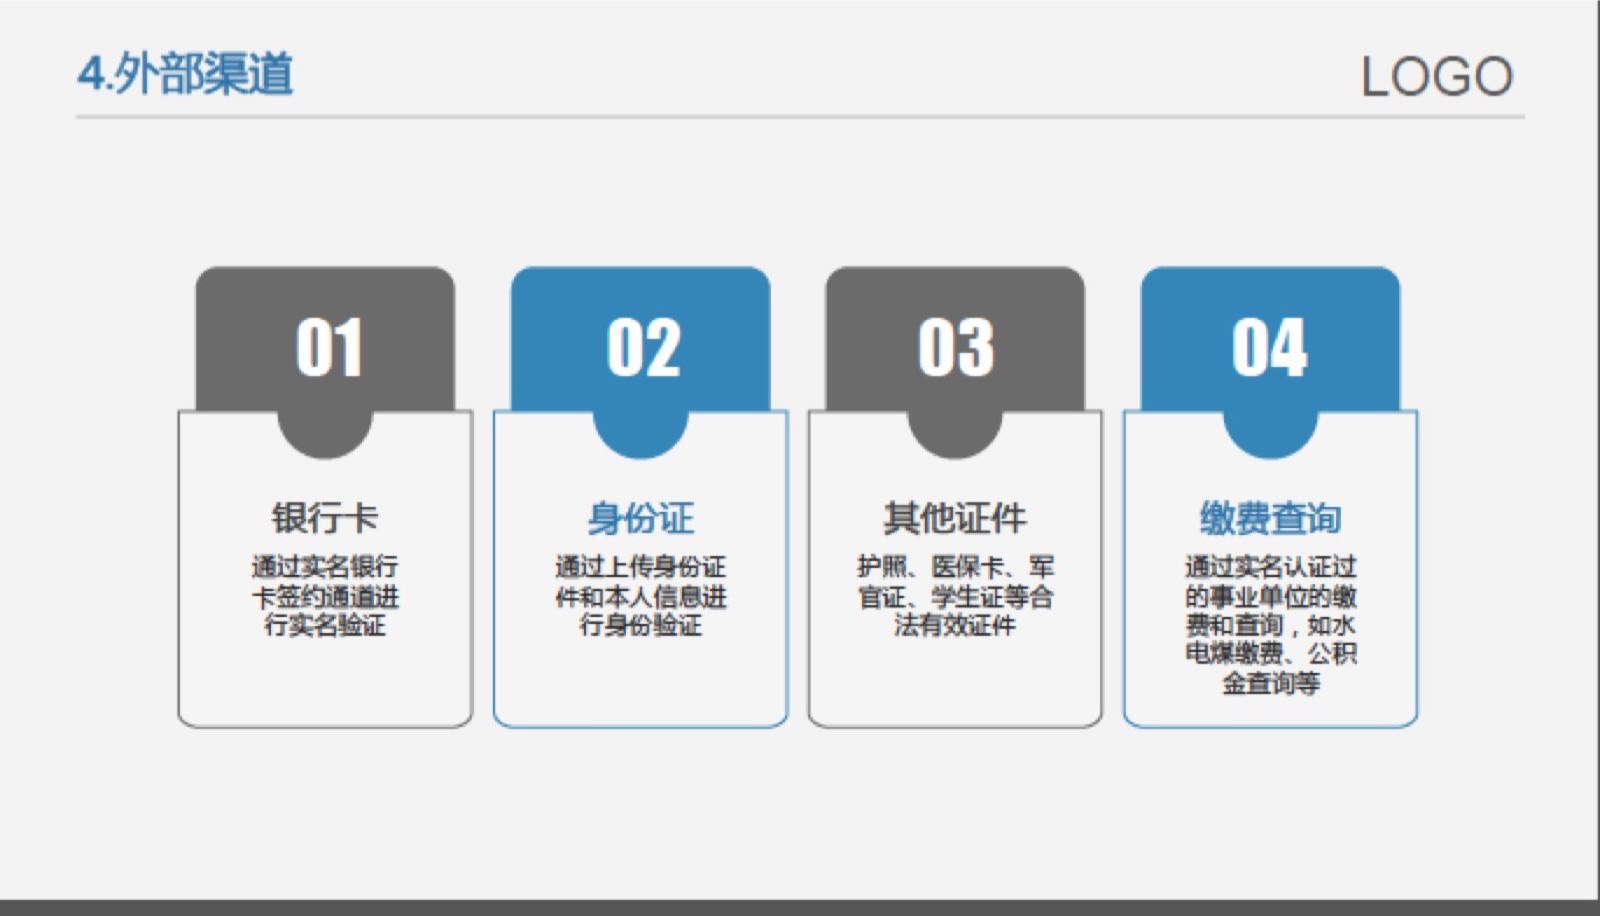 4.外部渠道
LOGO
01
银行卡
通过实名银行
卡签约通道进
行实名验证
02
身份证
通过上传身份证
件和本人信息进
行身份验证
03
其他证件
护照、医保卡、军
官证、学生证等合
法有效证件
04
缴费查询
通过实名认证过
的事业单位的缴
费和查询，如水
电煤缴费、公积
金查询等